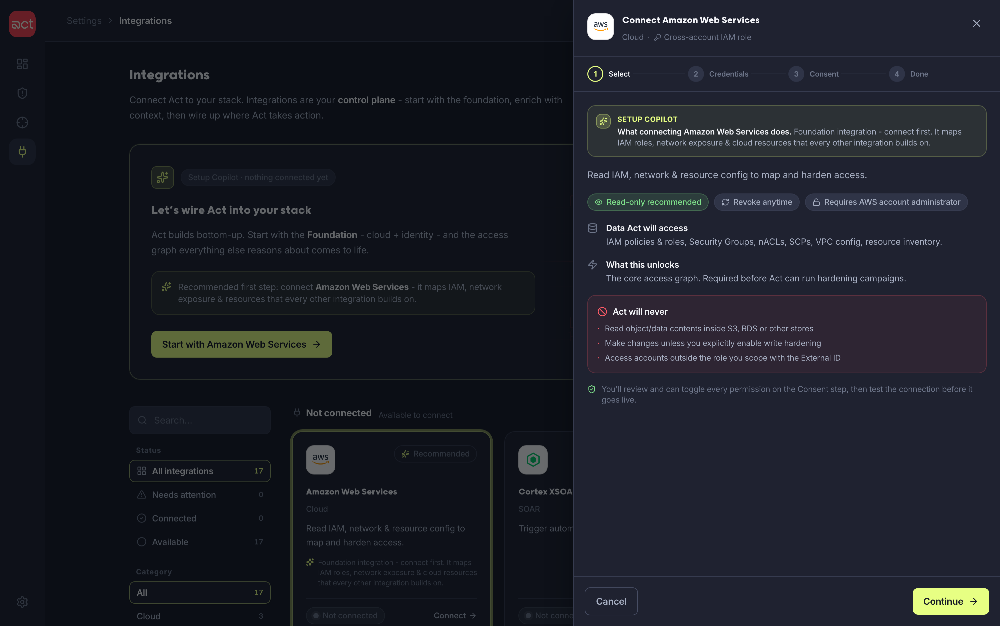 act
Settings > Integrations
Integrations
Connect Act to your stack. Integrations are your control plane - start with the foundation, enrich with
context, then wire up where Act takes action.
Setup Copilot · nothing connected yet
Let's wire Act into your stack
Act builds bottom-up. Start with the Foundation - cloud + identity - and the access
graph everything else reasons about comes to life.
Recommended first step: connect Amazon Web Services - it maps IAM, network
exposure & resources that every other integration builds on.
Start with Amazon Web Services
Search...
Status
All integrations 17
Needs attention 0
Connected 0
Available 17
Category
All 17
Cloud 3
Not connected Available to connect
aws
Recommended
Amazon Web Services
Cloud
Read IAM, network & resource config to
map and harden access.
Foundation integration - connect first. It maps
IAM roles, network exposure & cloud resources
that every other integration builds on.
Not connected Connect
Cortex XSOA
SOAR
Trigger autom
Not conne
aws
Connect Amazon Web Services
Cloud · Cross-account IAM role
1 Select 2 Credentials 3 Consent 4 Done
SETUP COPILOT
What connecting Amazon Web Services does. Foundation integration - connect first. It maps
IAM roles, network exposure & cloud resources that every other integration builds on.
Read IAM, network & resource config to map and harden access.
Read-only recommended Revoke anytime Requires AWS account administrator
Data Act will access
IAM policies & roles, Security Groups, nACLs, SCPs, VPC config, resource inventory.
What this unlocks
The core access graph. Required before Act can run hardening campaigns.
Act will never
· Read object/data contents inside S3, RDS or other stores
· Make changes unless you explicitly enable write hardening
· Access accounts outside the role you scope with the External ID
You'll review and can toggle every permission on the Consent step, then test the connection before it
goes live.
Cancel Continue